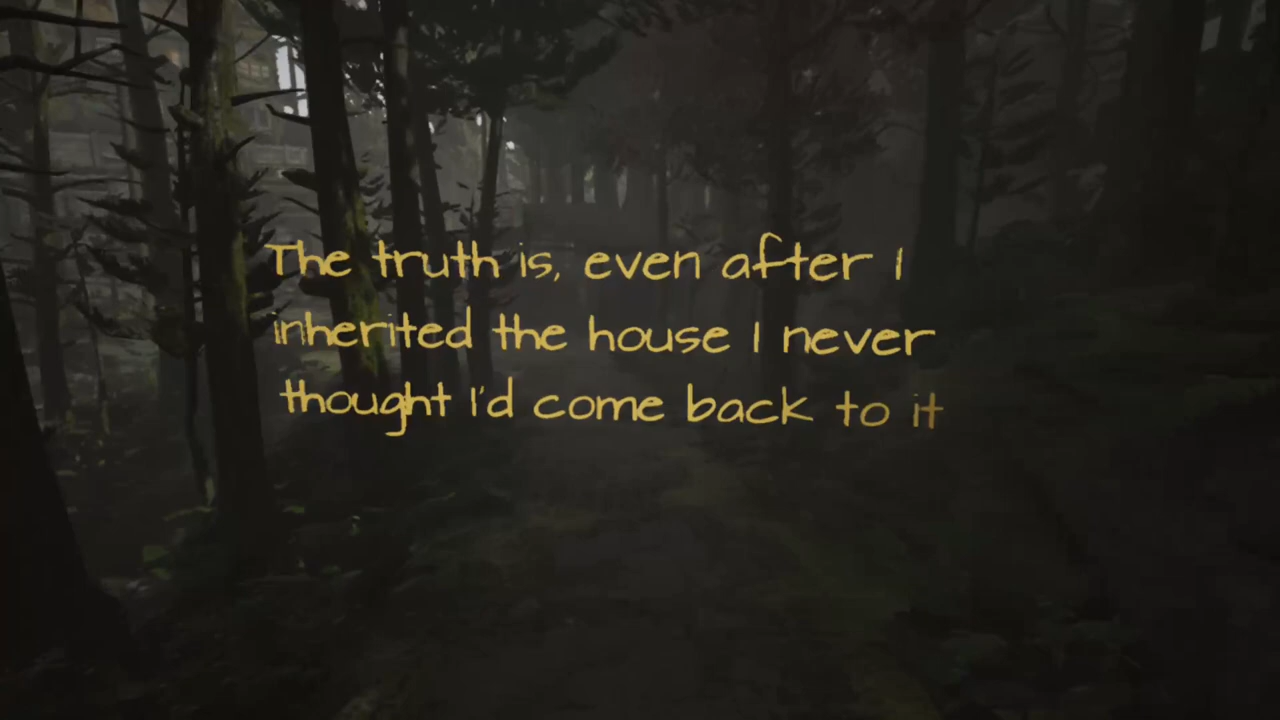 The truth is, even after I
inherited the house I never
thought I'd come back to it